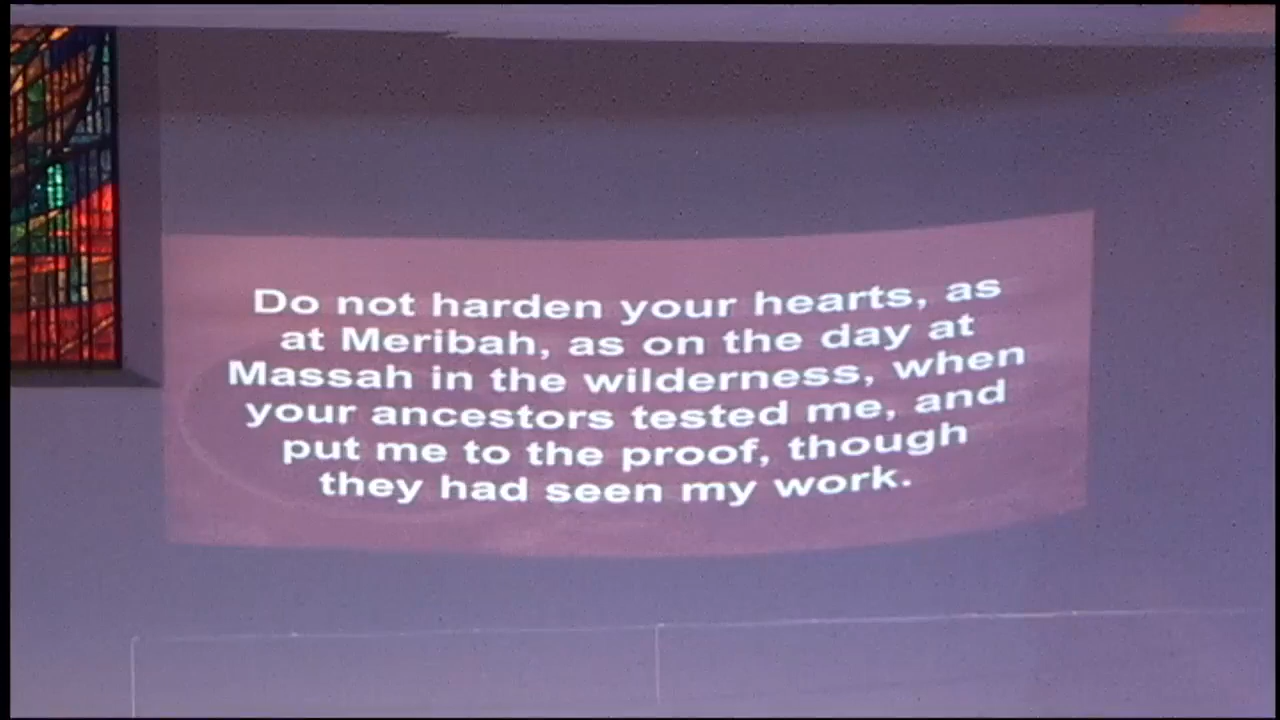 Do not harden your hearts, as
at Meribah, as on the day at
Massah in the wilderness, when
your ancestors tested me, and
put me to the proof, though
they had seen my work.